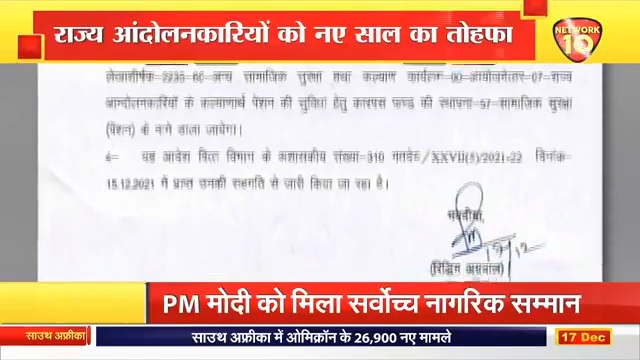 राज्य आंदोलनकारियों को नए साल का तोहफा
NETWORK
10
लेखाशीर्षक-2235-60-अन्य सामाजिक सुरक्षा तथा कल्याण कार्यक्रम-00-आयोजनेत्तर-07-राज्य
आन्दोलनकारियों के कल्याणार्थ पेंशन की सुविधा हेतु कारपस फण्ड की स्थापना-57-सामाजिक सुरक्षा
(पेंशन) के नामे डाला जायेगा।
यह आदेश वित्त विभाग के अशासकीय संख्या-310 /XXVII(5)/2021-22 दिनांक-
15.12.2021 में प्राप्त उनकी सहमति से जारी किया जा रहा है।
भवदीया,
(रिद्धिम अग्रवाल)
PM मोदी को मिला सर्वोच्च नागरिक सम्मान
साउथ अफ्रीका
साउथ अफ्रीका में ओमिक्रॉन के 26,900 नए मामले
17 Dec